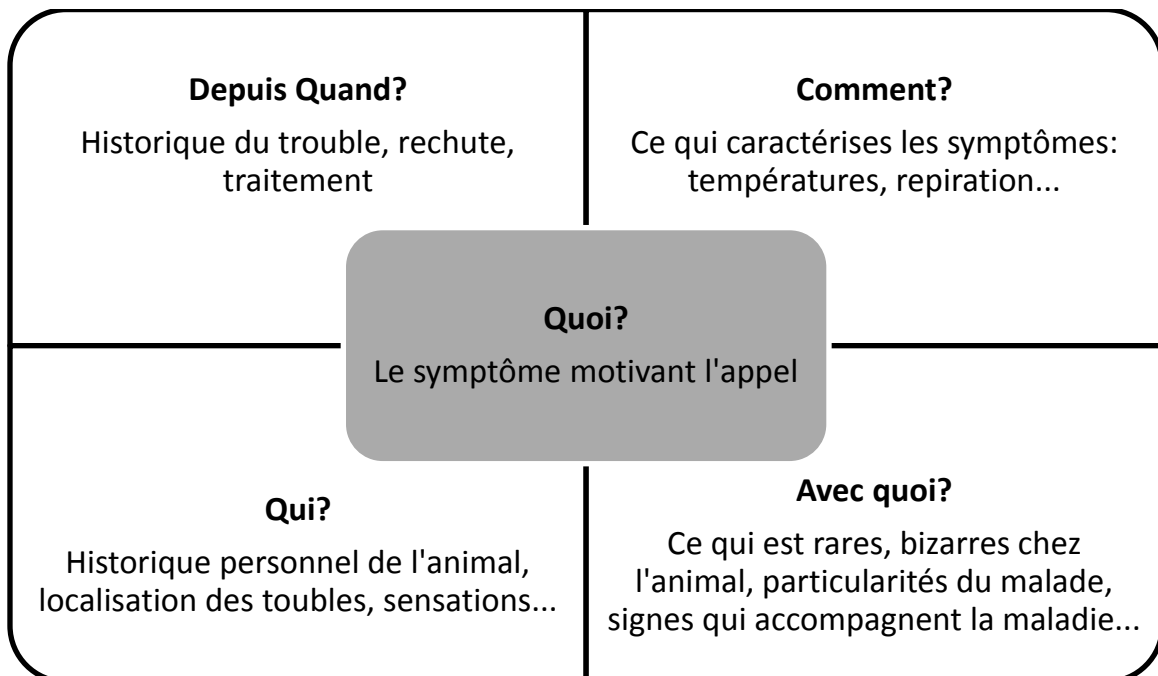 Depuis Quand?
Historique du trouble, rechute,
traitement
Comment?
Ce qui caractérises les symptômes:
températures, repiration...
Quoi?
Le symptôme motivant l'appel
Qui?
Historique personnel de l'animal,
localisation des toubles, sensations...
Avec quoi?
Ce qui est rares, bizarres chez
l'animal, particularités du malade,
signes qui accompagnent la maladie...